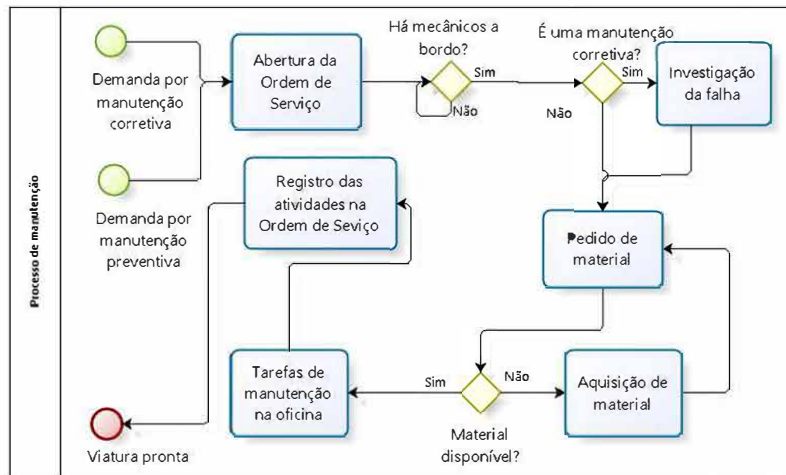 Processo de manutenção
Demanda por
manutenção
corretiva
Abertura da
Ordem de
Serviço
Há mecânicos a
bordo?
Sim
Não
É uma manutenção
corretiva?
Sim
Não
Investigação
da falha
Demanda por
manutenção
preventiva
Registro das
atividades na
Ordem de Seviço
Pedido de
material
Tarefas de
manutenção
na oficina
Sim
Não
Material
disponível?
Aquisição de
material
Viatura pronta